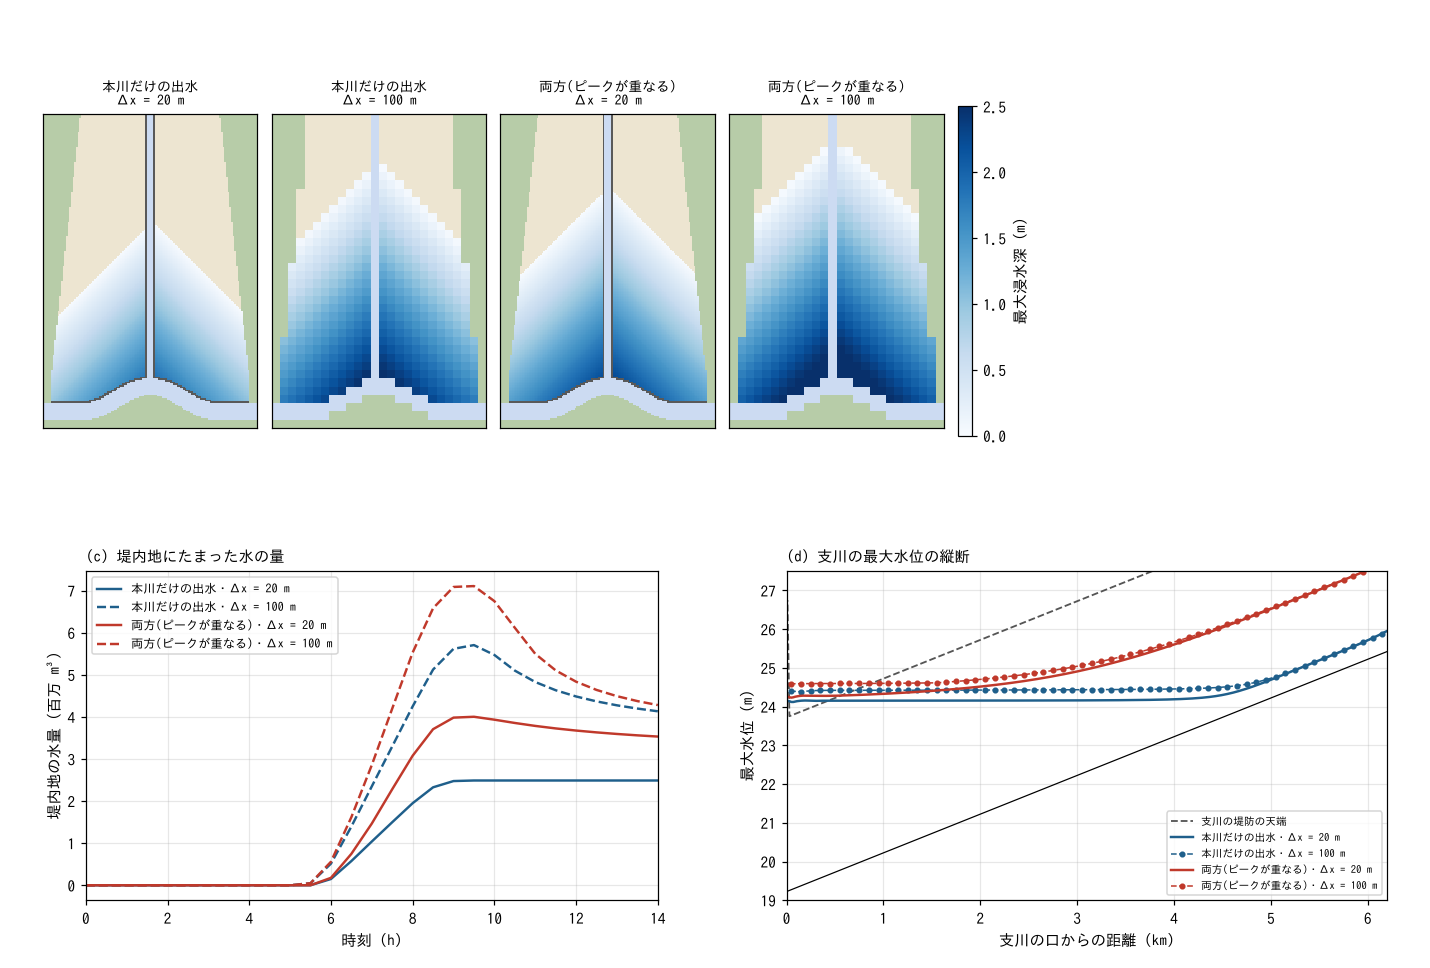 本川だけの出水
Δx = 20 m
本川だけの出水
Δx = 100 m
両方(ピークが重なる)
Δx = 20 m
両方(ピークが重なる)
Δx = 100 m
2.5
2.0
1.5
1.0
0.5
0.0
最大浸水深 (m)
(c) 堤内地にたまった水の量
本川だけの出水・Δx = 20 m
本川だけの出水・Δx = 100 m
両方(ピークが重なる)・Δx = 20 m
両方(ピークが重なる)・Δx = 100 m
7
6
5
4
3
2
1
0
堤内地の水量 (百万 m³)
0 2 4 6 8 10 12 14
時刻 (h)
(d) 支川の最大水位の縦断
27
26
25
24
23
22
21
20
19
最大水位 (m)
支川の堤防の天端
本川だけの出水・Δx = 20 m
本川だけの出水・Δx = 100 m
両方(ピークが重なる)・Δx = 20 m
両方(ピークが重なる)・Δx = 100 m
0 1 2 3 4 5 6
支川の口からの距離 (km)